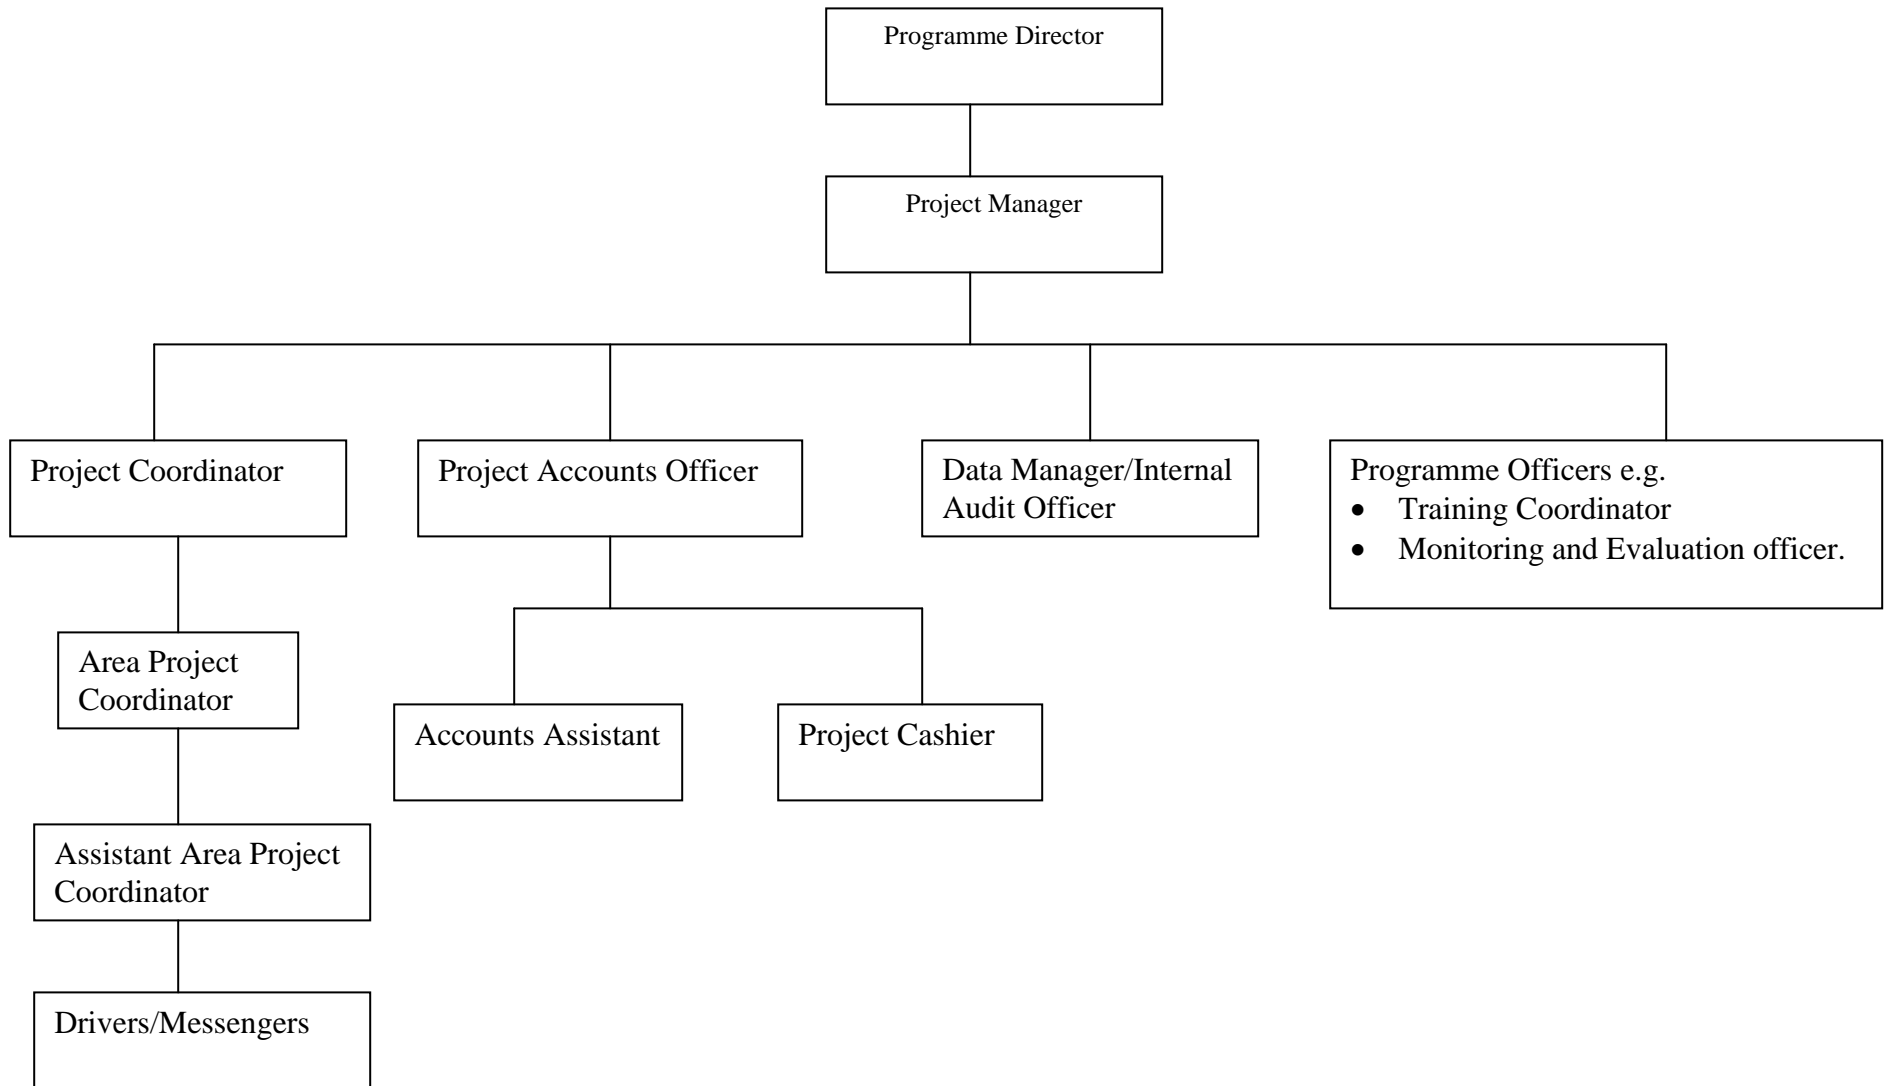 Programme Director
Project Manager
Project Coordinator
Project Accounts Officer
Data Manager/Internal
Audit Officer
Programme Officers e.g.
• Training Coordinator
• Monitoring and Evaluation officer.
Area Project
Coordinator
Accounts Assistant
Project Cashier
Assistant Area Project
Coordinator
Drivers/Messengers